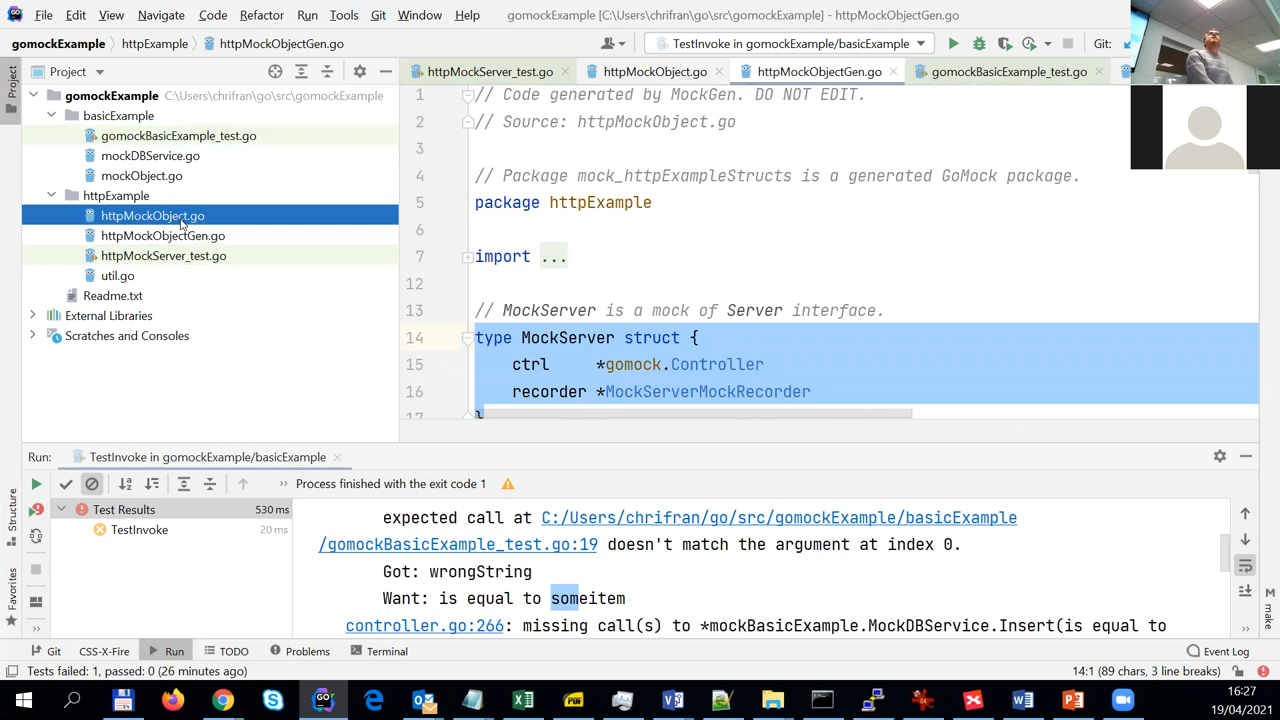 File Edit View Navigate Code Refactor Run Tools Git Window Help gomockExample [C:\Users\chrifran\go\src\gomockExample] - httpMockObjectGen.go
gomockExample httpExample httpMockObjectGen.go TestInvoke in gomockExample/basicExample Git:
Project httpMockServer_test.go httpMockObject.go httpMockObjectGen.go gomockBasicExample_test.go
Project
gomockExample C:\Users\chrifran\go\src\gomockExample
basicExample
gomockBasicExample_test.go
mockDBService.go
mockObject.go
httpExample
httpMockObject.go
httpMockObjectGen.go
httpMockServer_test.go
util.go
Readme.txt
External Libraries
Scratches and Consoles
1 // Code generated by MockGen. DO NOT EDIT.
2 // Source: httpMockObject.go
3
4 // Package mock_httpExampleStructs is a generated GoMock package.
5 package httpExample
6
7 import ...
12
13 // MockServer is a mock of Server interface.
14 type MockServer struct {
15 ctrl *gomock.Controller
16 recorder *MockServerMockRecorder
17 }
Run: TestInvoke in gomockExample/basicExample
Process finished with the exit code 1
Test Results 530 ms
TestInvoke 20 ms
expected call at C:/Users/chrifran/go/src/gomockExample/basicExample
/gomockBasicExample_test.go:19 doesn't match the argument at index 0.
Got: wrongString
Want: is equal to someitem
controller.go:266: missing call(s) to *mockBasicExample.MockDBService.Insert(is equal to
Structure
Favorites
make
Git CSS-X-Fire Run TODO Problems Terminal Event Log
Tests failed: 1, passed: 0 (26 minutes ago) 14:1 (89 chars, 3 line breaks)
16:27
19/04/2021